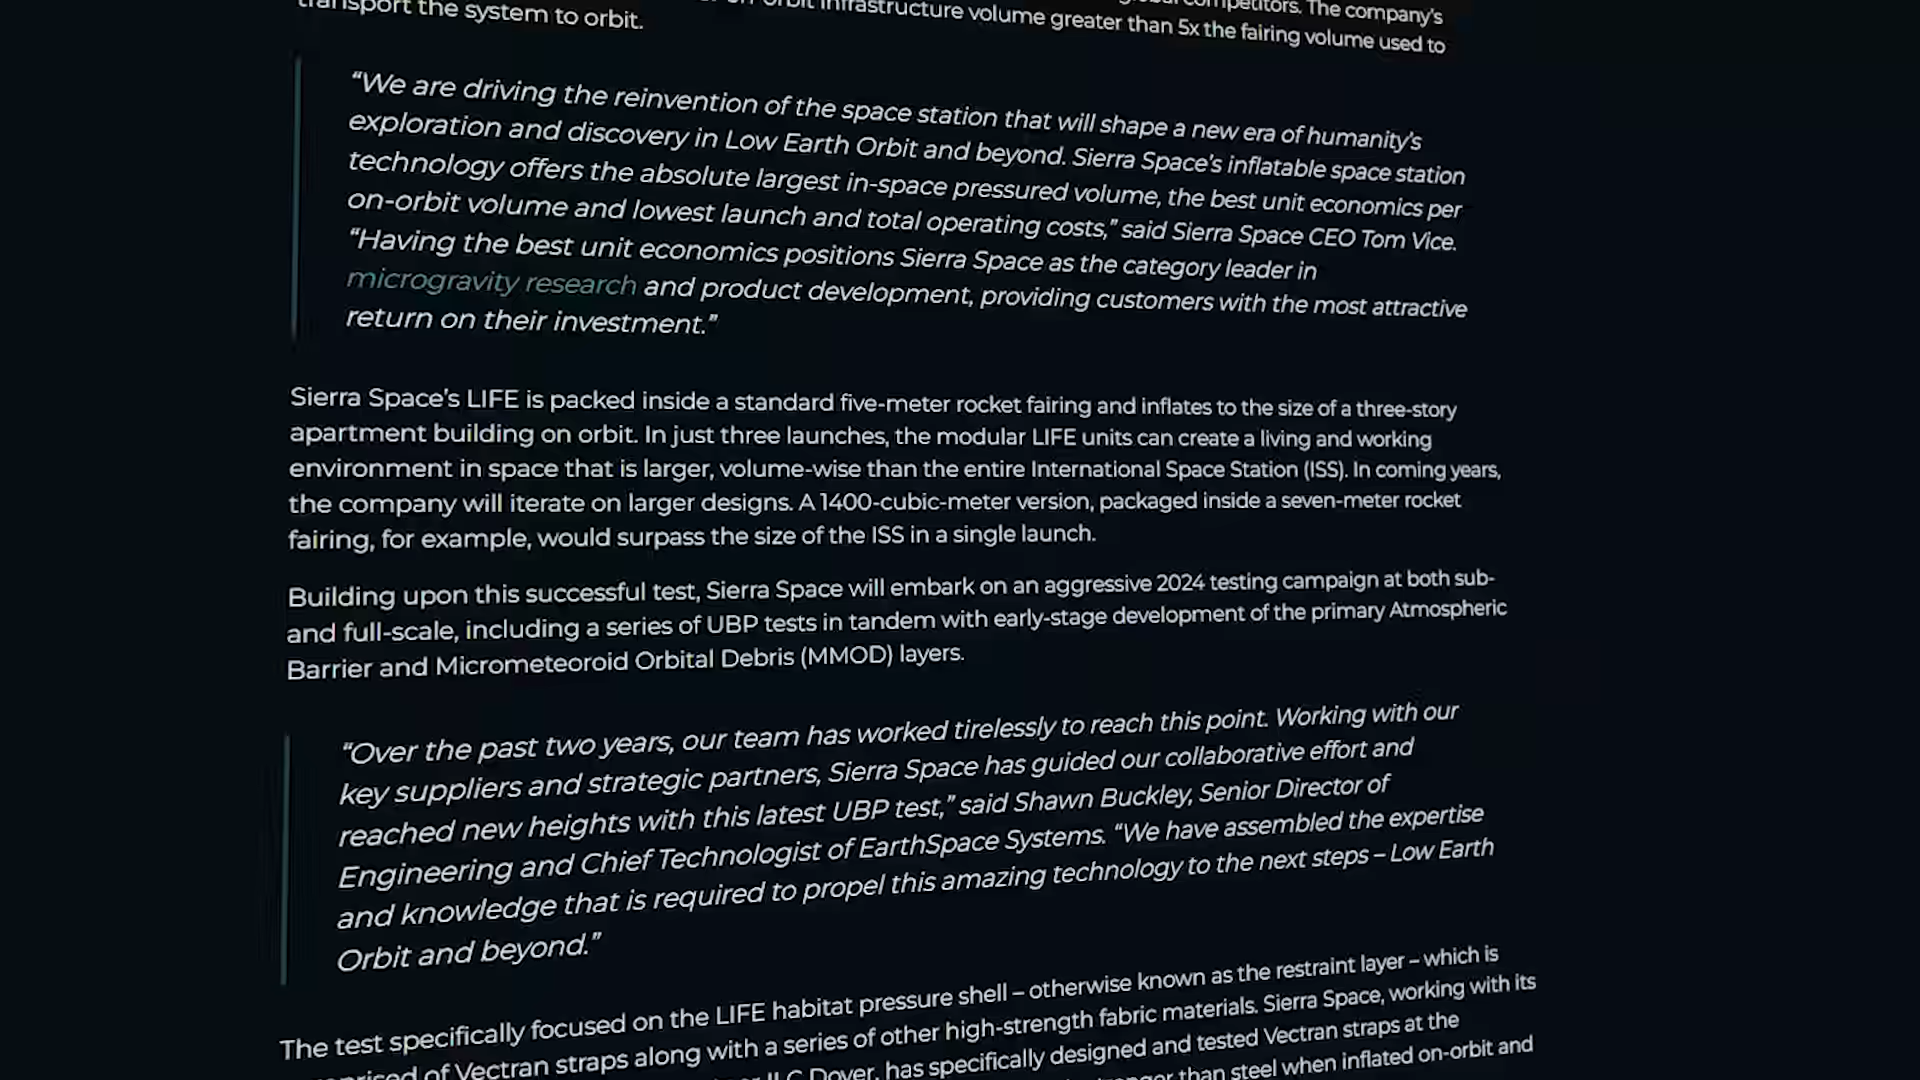 competitors. The company's
infrastructure volume greater than 5x the fairing volume used to
transport the system to orbit.
“We are driving the reinvention of the space station that will shape a new era of humanity's
exploration and discovery in Low Earth Orbit and beyond. Sierra Space's inflatable space station
technology offers the absolute largest in-space pressured volume, the best unit economics per
on-orbit volume and lowest launch and total operating costs,” said Sierra Space CEO Tom Vice.
“Having the best unit economics positions Sierra Space as the category leader in
microgravity research and product development, providing customers with the most attractive
return on their investment.”
Sierra Space's LIFE is packed inside a standard five-meter rocket fairing and inflates to the size of a three-story
apartment building on orbit. In just three launches, the modular LIFE units can create a living and working
environment in space that is larger, volume-wise than the entire International Space Station (ISS). In coming years,
the company will iterate on larger designs. A 1400-cubic-meter version, packaged inside a seven-meter rocket
fairing, for example, would surpass the size of the ISS in a single launch.
Building upon this successful test, Sierra Space will embark on an aggressive 2024 testing campaign at both sub-
and full-scale, including a series of UBP tests in tandem with early-stage development of the primary Atmospheric
Barrier and Micrometeoroid Orbital Debris (MMOD) layers.
“Over the past two years, our team has worked tirelessly to reach this point. Working with our
key suppliers and strategic partners, Sierra Space has guided our collaborative effort and
reached new heights with this latest UBP test,” said Shawn Buckley, Senior Director of
Engineering and Chief Technologist of EarthSpace Systems. “We have assembled the expertise
and knowledge that is required to propel this amazing technology to the next steps – Low Earth
Orbit and beyond.”
The test specifically focused on the LIFE habitat pressure shell – otherwise known as the restraint layer – which is
of Vectran straps along with a series of other high-strength fabric materials. Sierra Space, working with its
ILC Dover, has specifically designed and tested Vectran straps at the
than steel when inflated on-orbit and